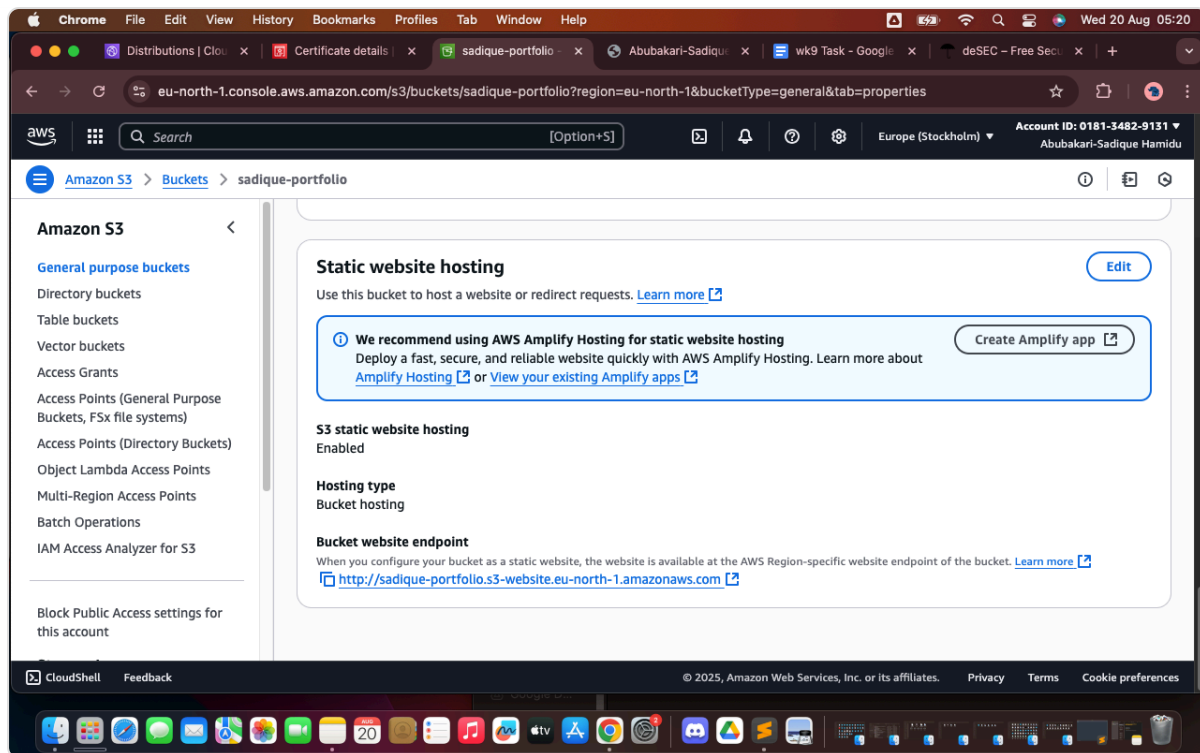 Chrome File Edit View History Bookmarks Profiles Tab Window Help
Wed 20 Aug 05:20
Distributions | Clou
Certificate details |
sadique-portfolio -
Abubakari-Sadique
wk9 Task - Google
deSEC – Free Secu
eu-north-1.console.aws.amazon.com/s3/buckets/sadique-portfolio?region=eu-north-1&bucketType=general&tab=properties
aws
Search
[Option+S]
Europe (Stockholm)
Account ID: 0181-3482-9131
Abubakari-Sadique Hamidu
Amazon S3 > Buckets > sadique-portfolio
Amazon S3
General purpose buckets
Directory buckets
Table buckets
Vector buckets
Access Grants
Access Points (General Purpose
Buckets, FSx file systems)
Access Points (Directory Buckets)
Object Lambda Access Points
Multi-Region Access Points
Batch Operations
IAM Access Analyzer for S3
Block Public Access settings for
this account
Static website hosting
Edit
Use this bucket to host a website or redirect requests. Learn more
We recommend using AWS Amplify Hosting for static website hosting
Deploy a fast, secure, and reliable website quickly with AWS Amplify Hosting. Learn more about
Amplify Hosting or View your existing Amplify apps
Create Amplify app
S3 static website hosting
Enabled
Hosting type
Bucket hosting
Bucket website endpoint
When you configure your bucket as a static website, the website is available at the AWS Region-specific website endpoint of the bucket. Learn more
http://sadique-portfolio.s3-website.eu-north-1.amazonaws.com
CloudShell Feedback
© 2025, Amazon Web Services, Inc. or its affiliates.
Privacy Terms Cookie preferences
AUG
20
tv
2